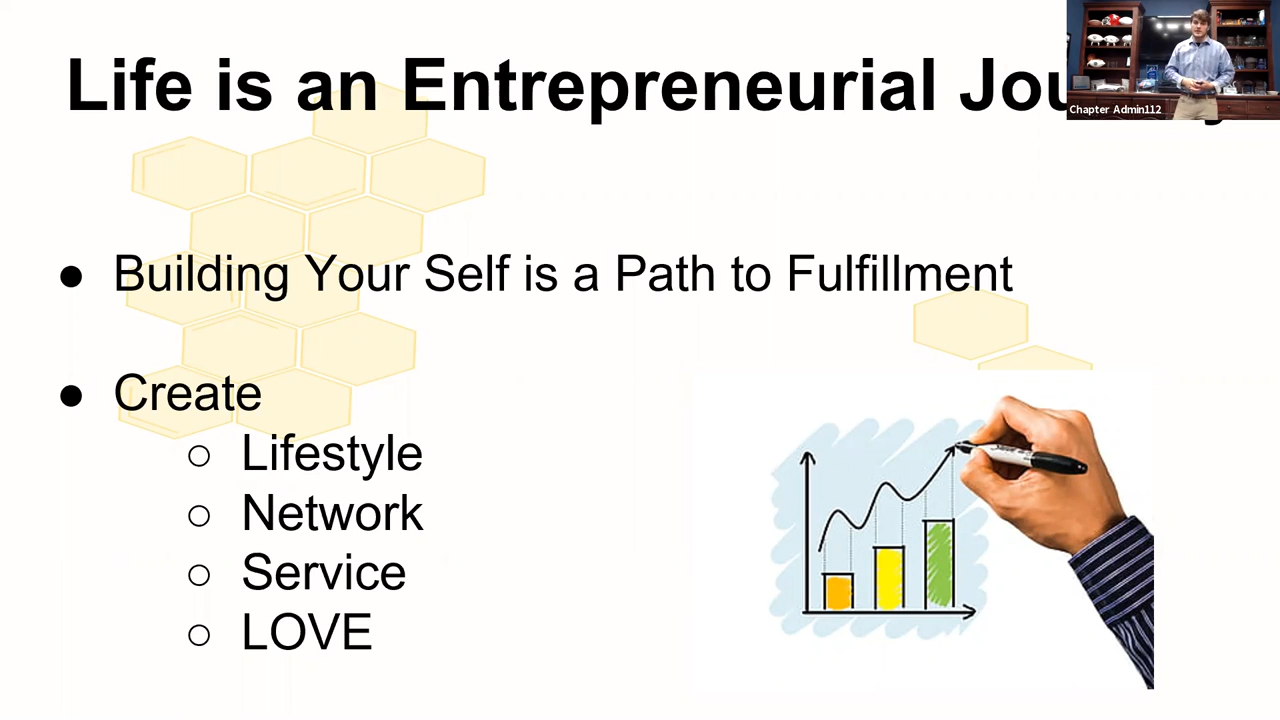 Life is an Entrepreneurial Jou
Chapter Admin112
● Building Your Self is a Path to Fulfillment
● Create
○ Lifestyle
○ Network
○ Service
○ LOVE